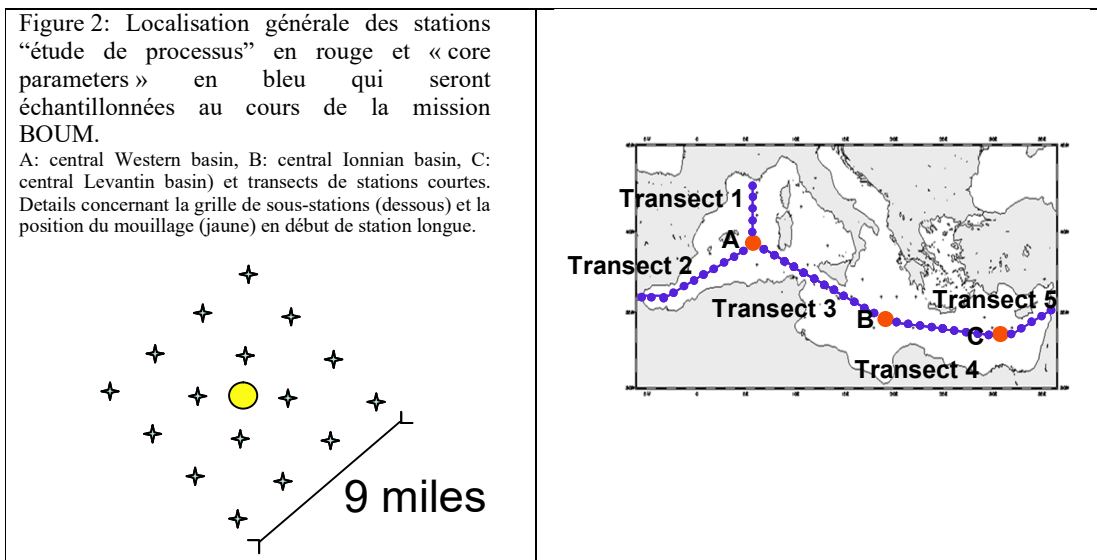 Figure 2: Localisation générale des stations
“étude de processus” en rouge et « core
parameters » en bleu qui seront
échantillonnées au cours de la mission
BOUM.
A: central Western basin, B: central Ionnian basin, C:
central Levantin basin) et transects de stations courtes.
Details concernant la grille de sous-stations (dessous) et la
position du mouillage (jaune) en début de station longue.
9 miles
Transect 1
A
Transect 2
Transect 3
Transect 5
B
C
Transect 4